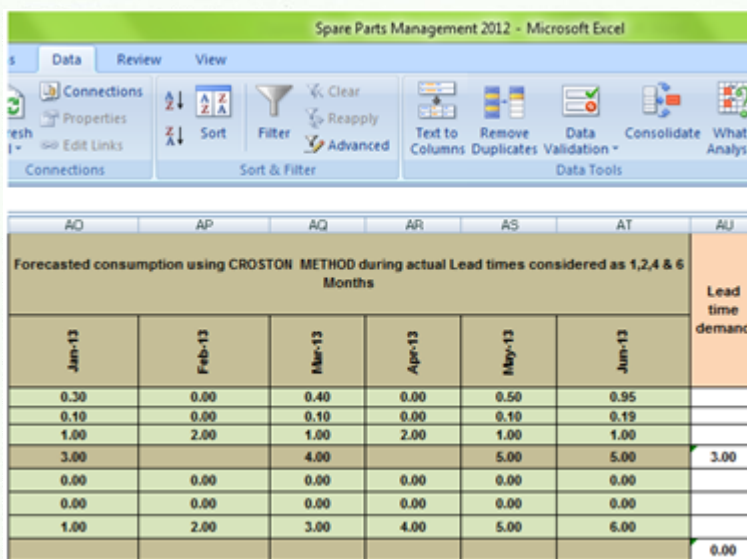 Spare Parts Management 2012 - Microsoft Excel
s Data Review View
Connections
Properties
Edit Links
resh
Connections
Sort
Filter
Clear
Reapply
Advanced
Sort & Filter
Text to Columns
Remove Duplicates
Data Validation
Consolidate
What
Analys
Data Tools
AO AP AQ AR AS AT AU
Forecasted consumption using CROSTON METHOD during actual Lead times considered as 1,2,4 & 6
Months
Lead
time
demand
Jan-13 Feb-13 Mar-13 Apr-13 May-13 Jun-13
0.30 0.00 0.40 0.00 0.50 0.95
0.10 0.00 0.10 0.00 0.10 0.19
1.00 2.00 1.00 2.00 1.00 1.00
3.00 4.00 5.00 5.00 3.00
0.00 0.00 0.00 0.00 0.00 0.00
0.00 0.00 0.00 0.00 0.00 0.00
1.00 2.00 3.00 4.00 5.00 6.00
0.00